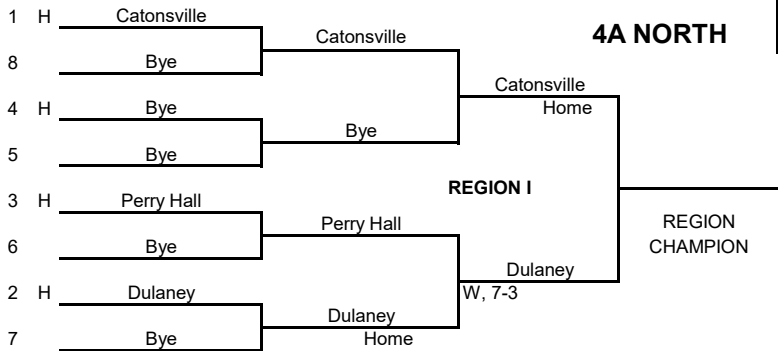 1 H Catonsville
Catonsville
4A NORTH
8 Bye
Catonsville
4 H Bye
Home
Bye
5 Bye
REGION I
3 H Perry Hall
Perry Hall
REGION
CHAMPION
6 Bye
Dulaney
2 H Dulaney
W, 7-3
Dulaney
7 Bye
Home